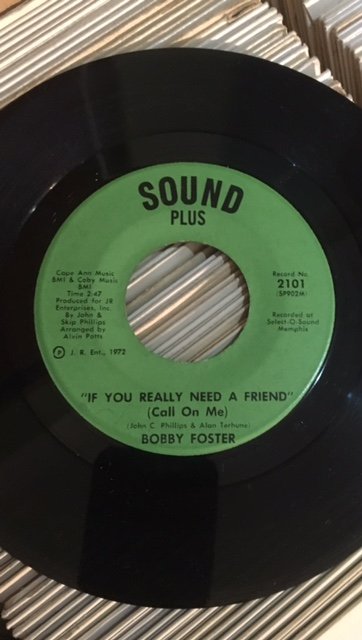 SOUND
PLUS
Cape Ann Music
BMI & Caby Music
BMI
Time 2:47
Produced for JR
Enterprises, Inc.
By John &
Skip Phillips
Arranged by
Alvin Potts
Ⓟ J. R. Ent., 1972
Record No.
2101
(SP902M)
Recorded at
Select-O-Sound
Memphis
"IF YOU REALLY NEED A FRIEND"
(Call On Me)
(John C. Phillips & Alan Terhune)
BOBBY FOSTER